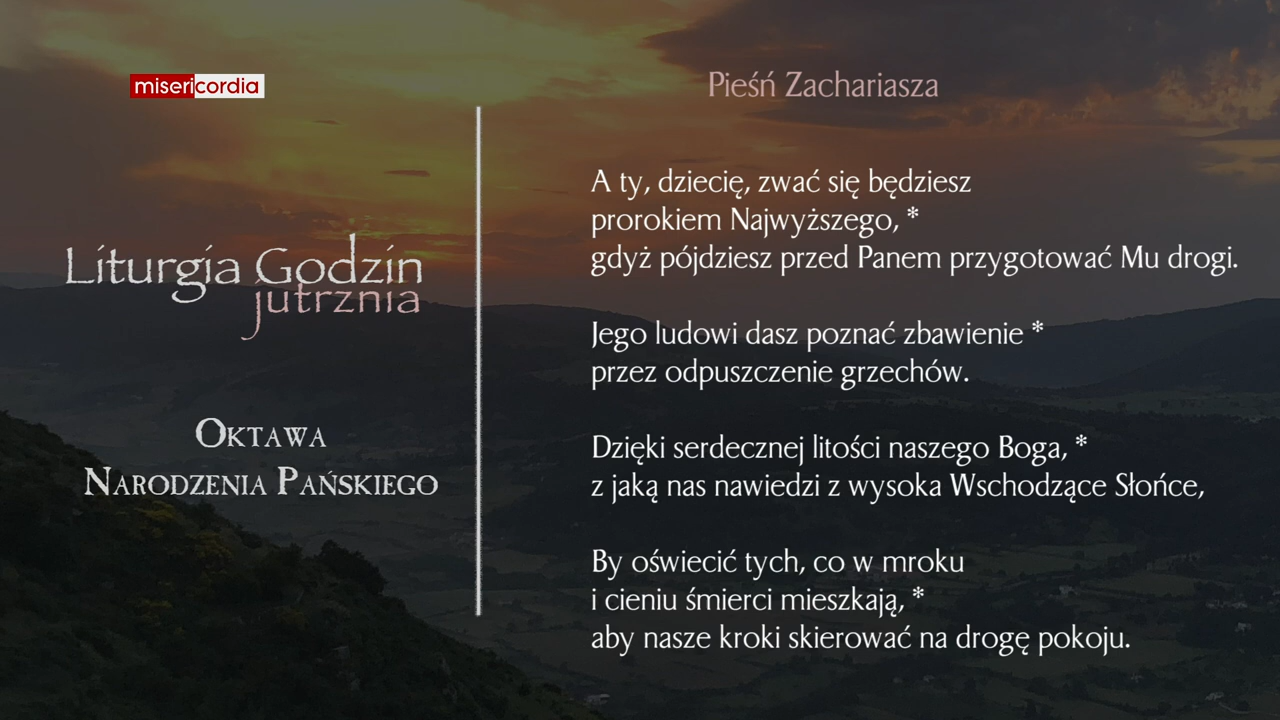 misericordia
Liturgia Godzin
jutrznia
Oktawa
Narodzenia Pańskiego
Pieśń Zachariasza
A ty, dziecię, zwać się będziesz
prorokiem Najwyższego, *
gdyż pójdziesz przed Panem przygotować Mu drogi.
Jego ludowi dasz poznać zbawienie *
przez odpuszczenie grzechów.
Dzięki serdecznej litości naszego Boga, *
z jaką nas nawiedzi z wysoka Wschodzące Słońce,
By oświecić tych, co w mroku
i cieniu śmierci mieszkają, *
aby nasze kroki skierować na drogę pokoju.